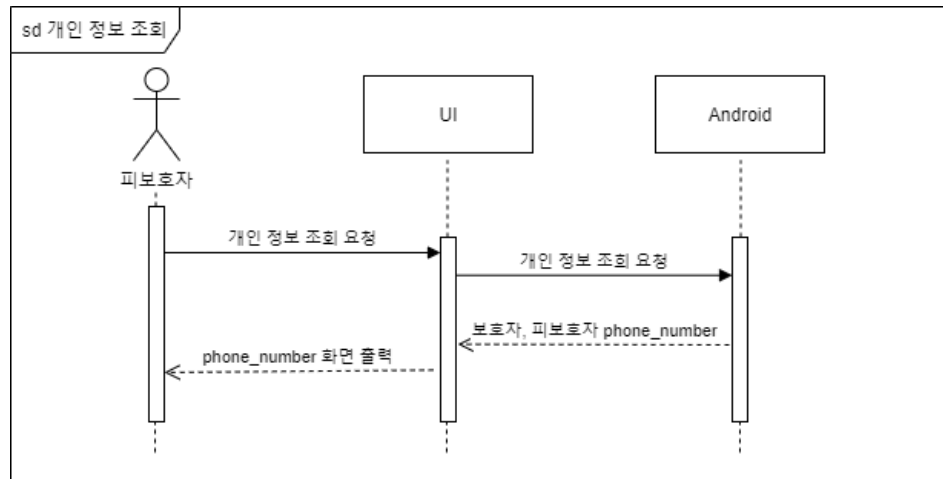 sd 개인 정보 조회
UI
Android
피보호자
개인 정보 조회 요청
개인 정보 조회 요청
보호자, 피보호자 phone_number
phone_number 화면 출력